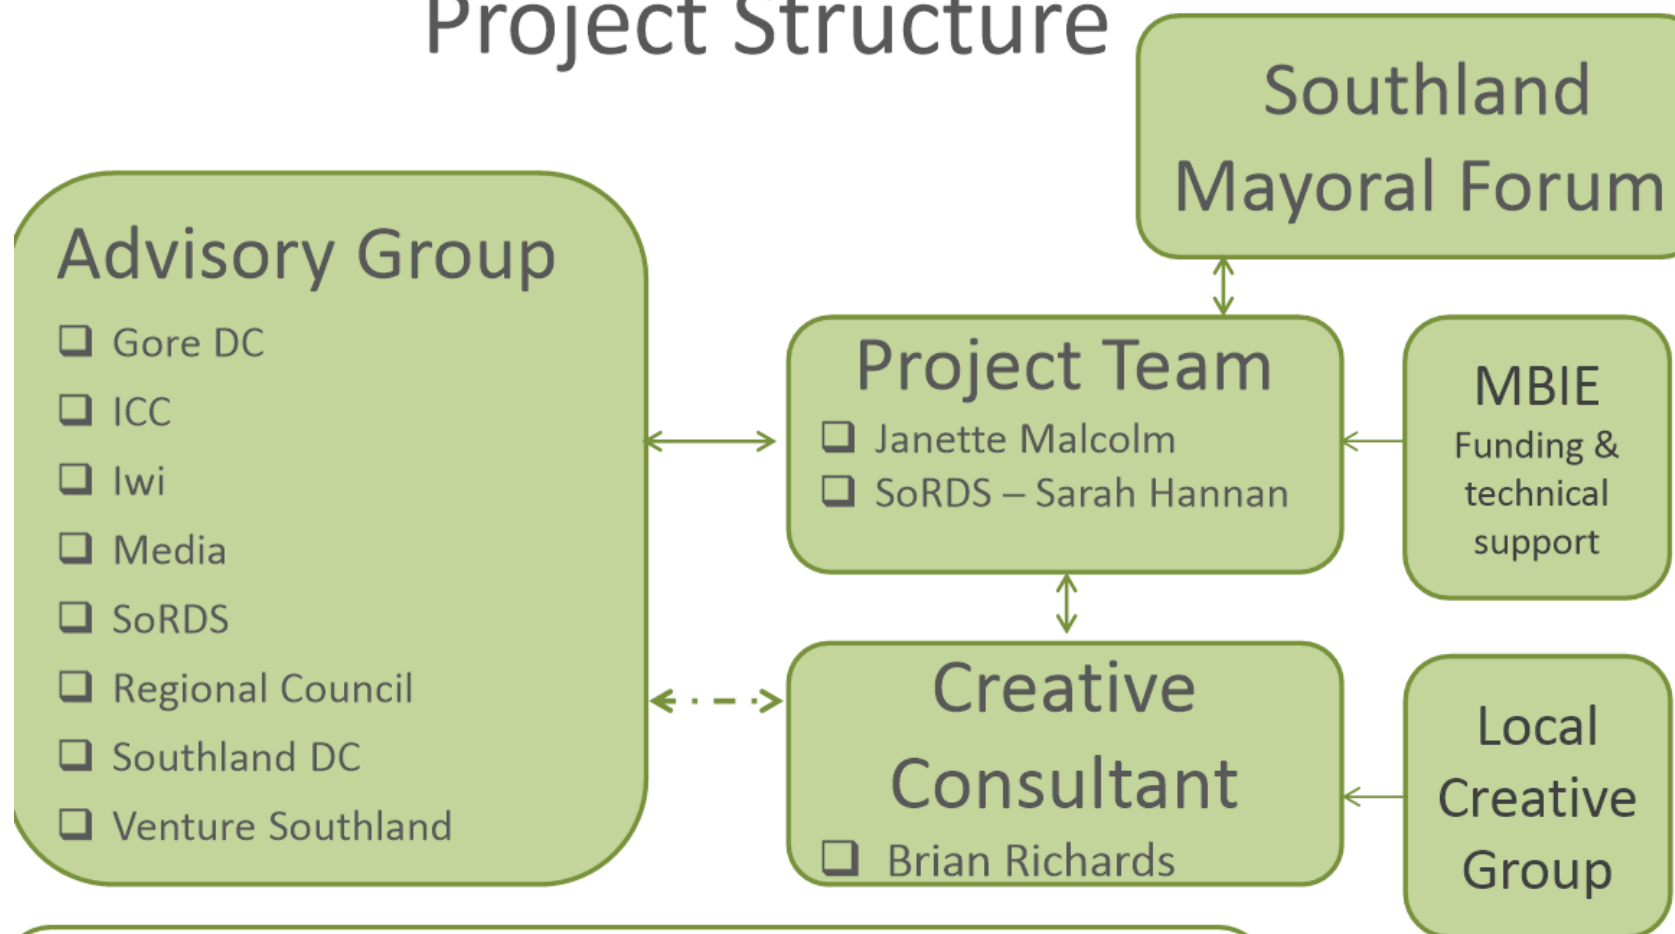 Project Structure
Southland
Mayoral Forum
Advisory Group
❑ Gore DC
❑ ICC
❑ Iwi
❑ Media
❑ SoRDS
❑ Regional Council
❑ Southland DC
❑ Venture Southland
Project Team
❑ Janette Malcolm
❑ SoRDS – Sarah Hannan
MBIE
Funding &
technical
support
Creative
Consultant
❑ Brian Richards
Local
Creative
Group